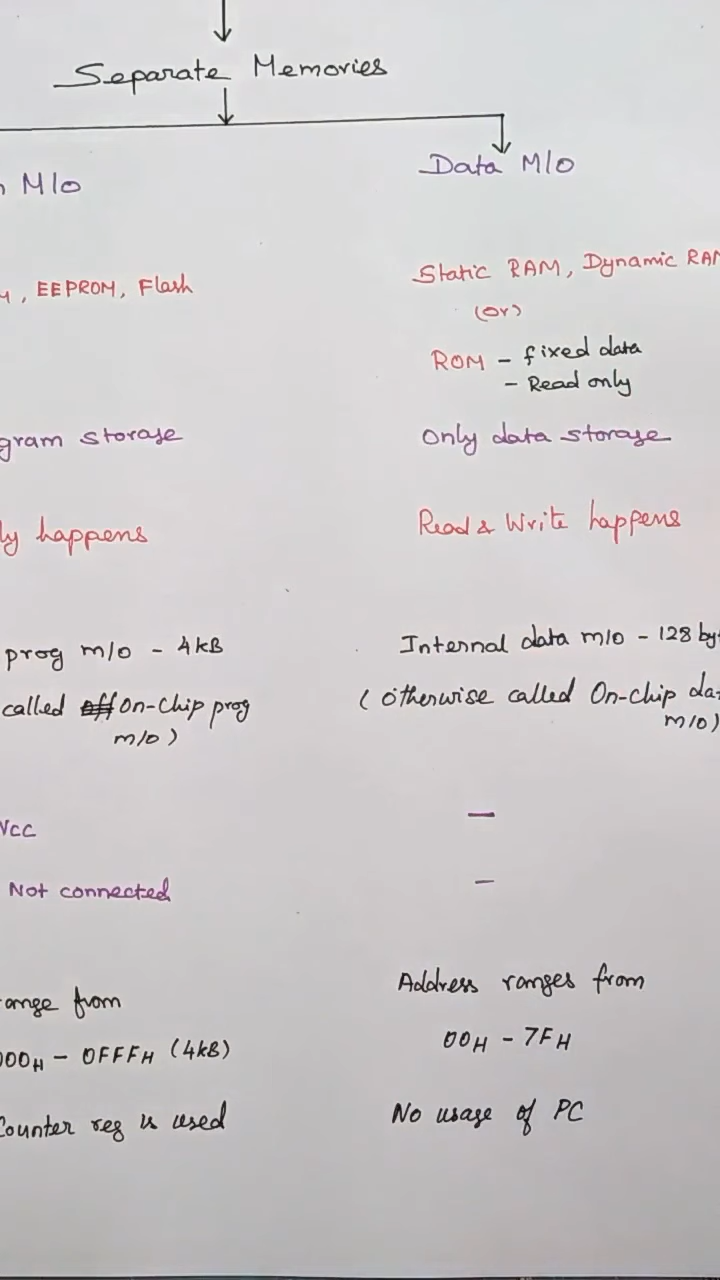 Separate Memories
M/o
Data M/o
, EEPROM, Flash
Static RAM, Dynamic RAM
(or)
ROM - fixed data
- Read only
gram storage
Only data storage
ly happens
Read & Write happens
prog m/o - 4kB
called On-chip prog
m/o)
Internal data m/o - 128 by
(otherwise called On-chip da
m/o)
Vcc
—
Not connected
—
ange from
000H - 0FFFH (4kB)
Address ranges from
00H - 7FH
Counter reg is used
No usage of PC